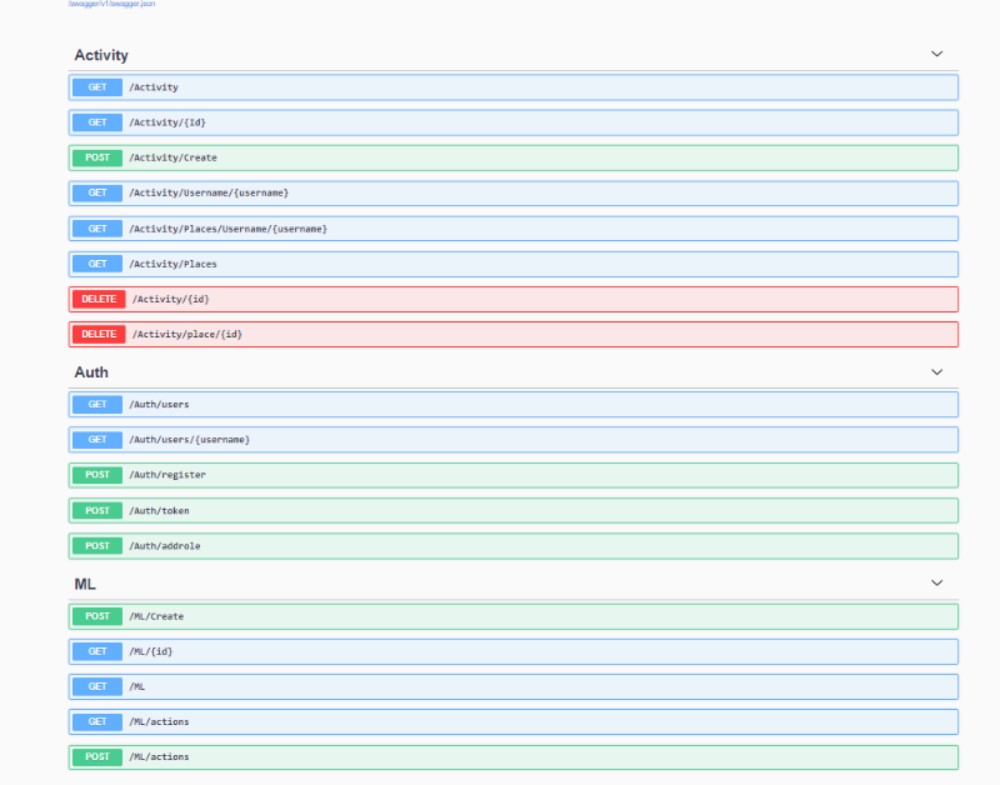 /swagger/v1/swagger.json
Activity
GET /Activity
GET /Activity/{Id}
POST /Activity/Create
GET /Activity/Username/{username}
GET /Activity/Places/Username/{username}
GET /Activity/Places
DELETE /Activity/{id}
DELETE /Activity/place/{id}
Auth
GET /Auth/users
GET /Auth/users/{username}
POST /Auth/register
POST /Auth/token
POST /Auth/addrole
ML
POST /ML/Create
GET /ML/{id}
GET /ML
GET /ML/actions
POST /ML/actions